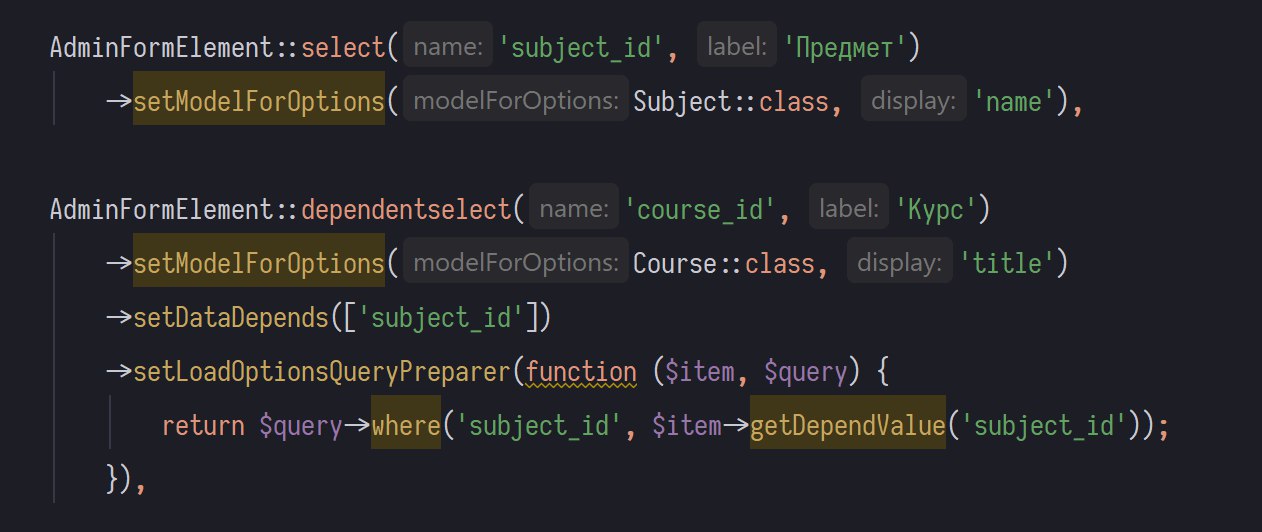 AdminFormElement::select( name: 'subject_id', label: 'Предмет')
→setModelForOptions( modelForOptions: Subject::class, display: 'name'),
AdminFormElement::dependentselect( name: 'course_id', label: 'Курс')
→setModelForOptions( modelForOptions: Course::class, display: 'title')
→setDataDepends(['subject_id'])
→setLoadOptionsQueryPreparer(function ($item, $query) {
return $query→where('subject_id', $item→getDependValue('subject_id'));
}),